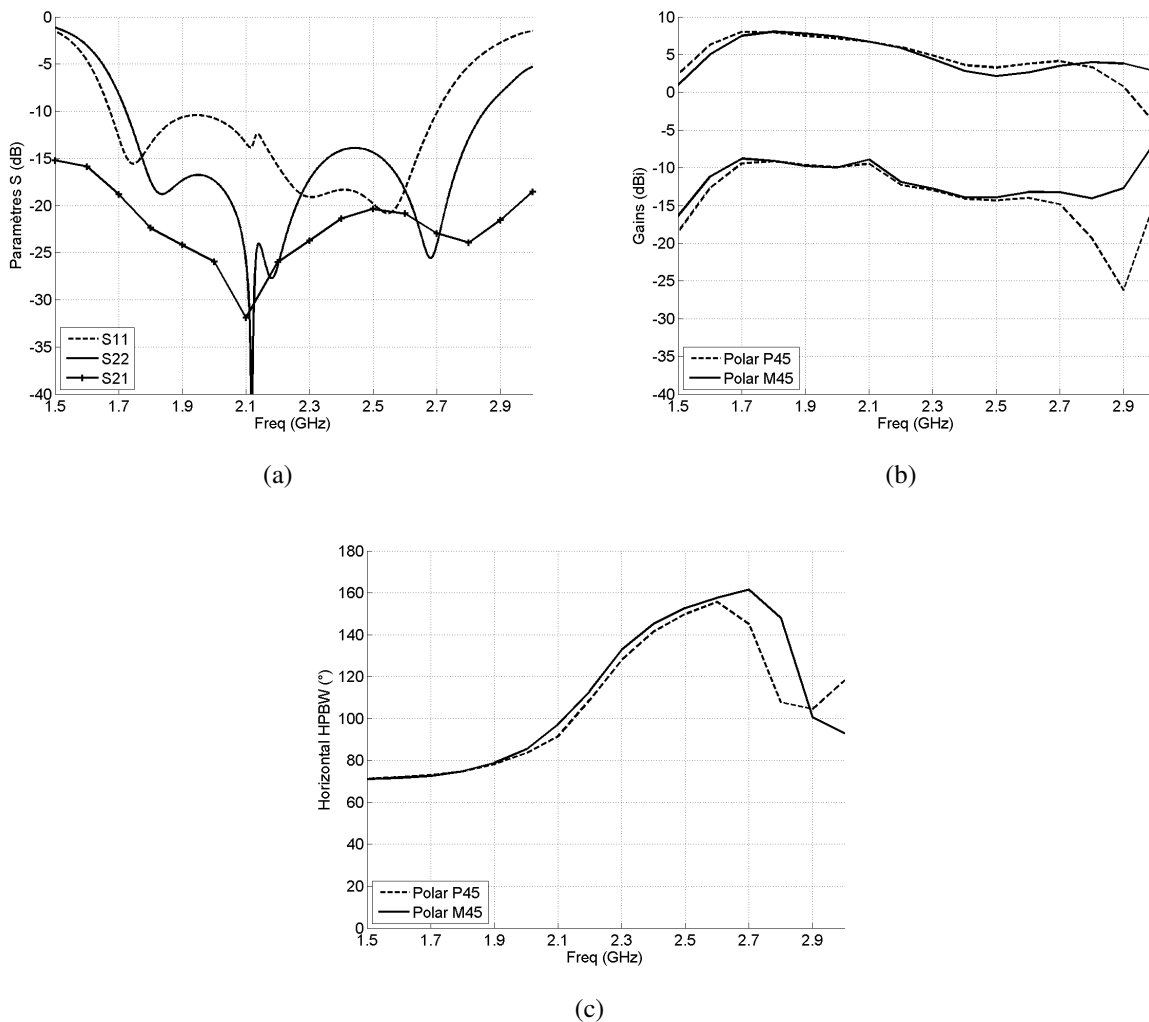 0
-5
-10
-15
-20
-25
-30
-35
-40
Paramètres S (dB)
S11
S22
S21
1.5 1.7 1.9 2.1 2.3 2.5 2.7 2.9
Freq (GHz)
(a)
10
5
0
-5
-10
-15
-20
-25
-30
-35
-40
Gains (dBi)
Polar P45
Polar M45
1.5 1.7 1.9 2.1 2.3 2.5 2.7 2.9
Freq (GHz)
(b)
180
160
140
120
100
80
60
40
20
0
Horizontal HPBW (°)
Polar P45
Polar M45
1.5 1.7 1.9 2.1 2.3 2.5 2.7 2.9
Freq (GHz)
(c)